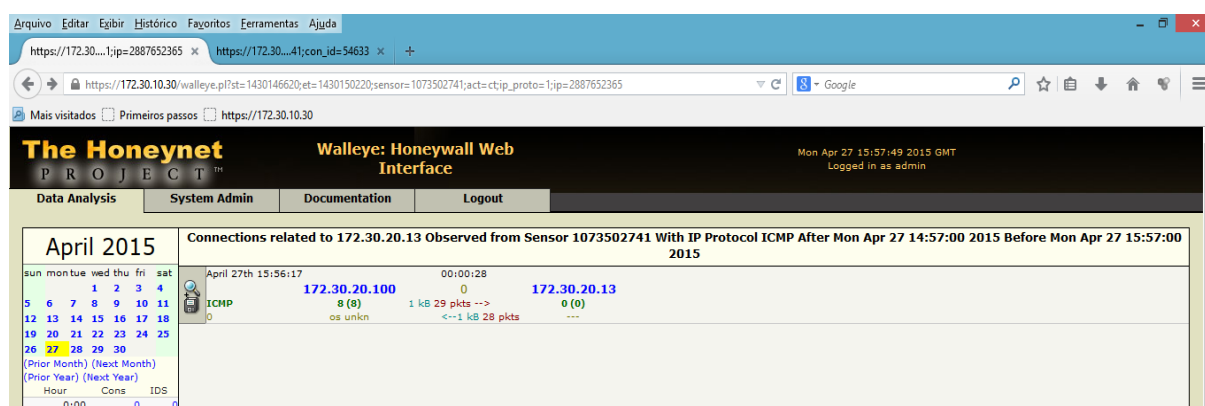 Arquivo Editar Exibir Histórico Favoritos Ferramentas Ajuda
https://172.30....1;ip=2887652365 × https://172.30....41;con_id=54633 × +
https://172.30.10.30/walleye.pl?st=1430146620;et=1430150220;sensor=1073502741;act=ct;ip_proto=1;ip=2887652365 Google
Mais visitados Primeiros passos https://172.30.10.30
The Honeynet
PROJECT™
Walleye: Honeywall Web
Interface
Mon Apr 27 15:57:49 2015 GMT
Logged in as admin
Data Analysis System Admin Documentation Logout
April 2015
sun mon tue wed thu fri sat
1 2 3 4
5 6 7 8 9 10 11
12 13 14 15 16 17 18
19 20 21 22 23 24 25
26 27 28 29 30
(Prior Month) (Next Month)
(Prior Year) (Next Year)
Hour Cons IDS
0:00 0 0
Connections related to 172.30.20.13 Observed from Sensor 1073502741 With IP Protocol ICMP After Mon Apr 27 14:57:00 2015 Before Mon Apr 27 15:57:00
2015
April 27th 15:56:17 00:00:28
172.30.20.100 0 172.30.20.13
ICMP 8 (8) 1 kB 29 pkts --> 0 (0)
0 os unkn <--1 kB 28 pkts ---